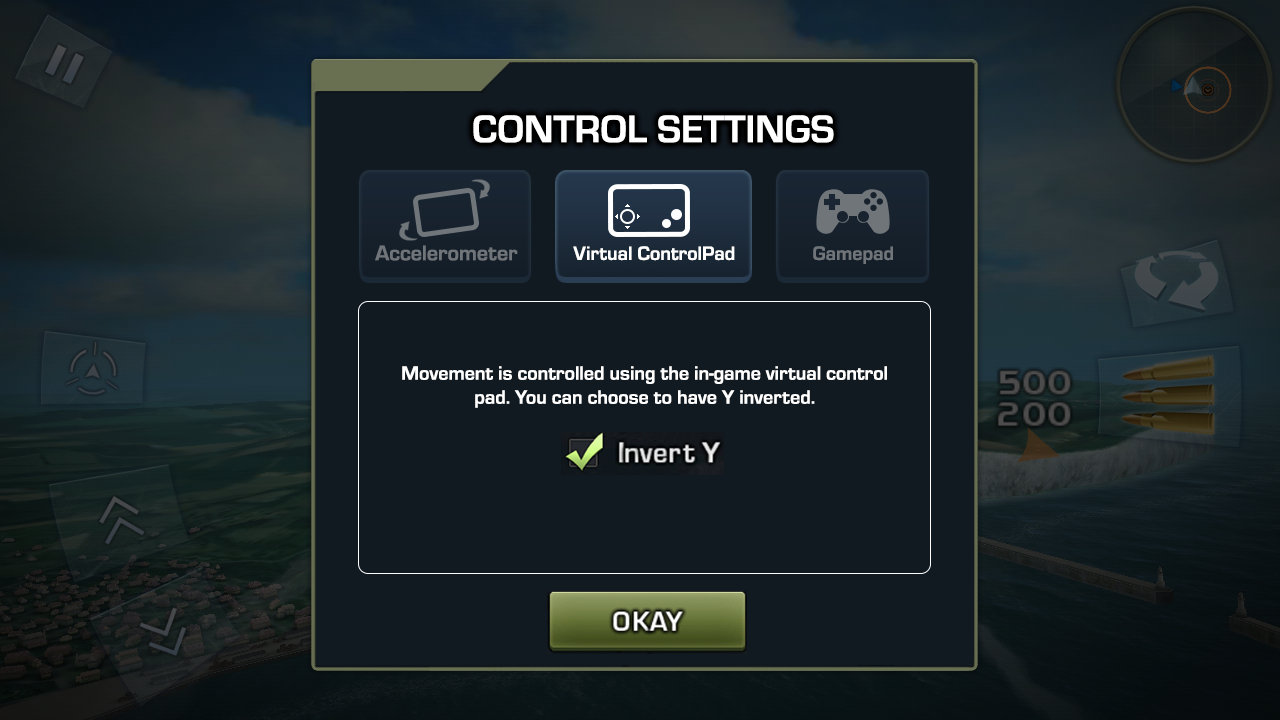 CONTROL SETTINGS
Accelerometer
Virtual ControlPad
Gamepad
Movement is controlled using the in-game virtual control
pad. You can choose to have Y inverted.
Invert Y
500
200
OKAY